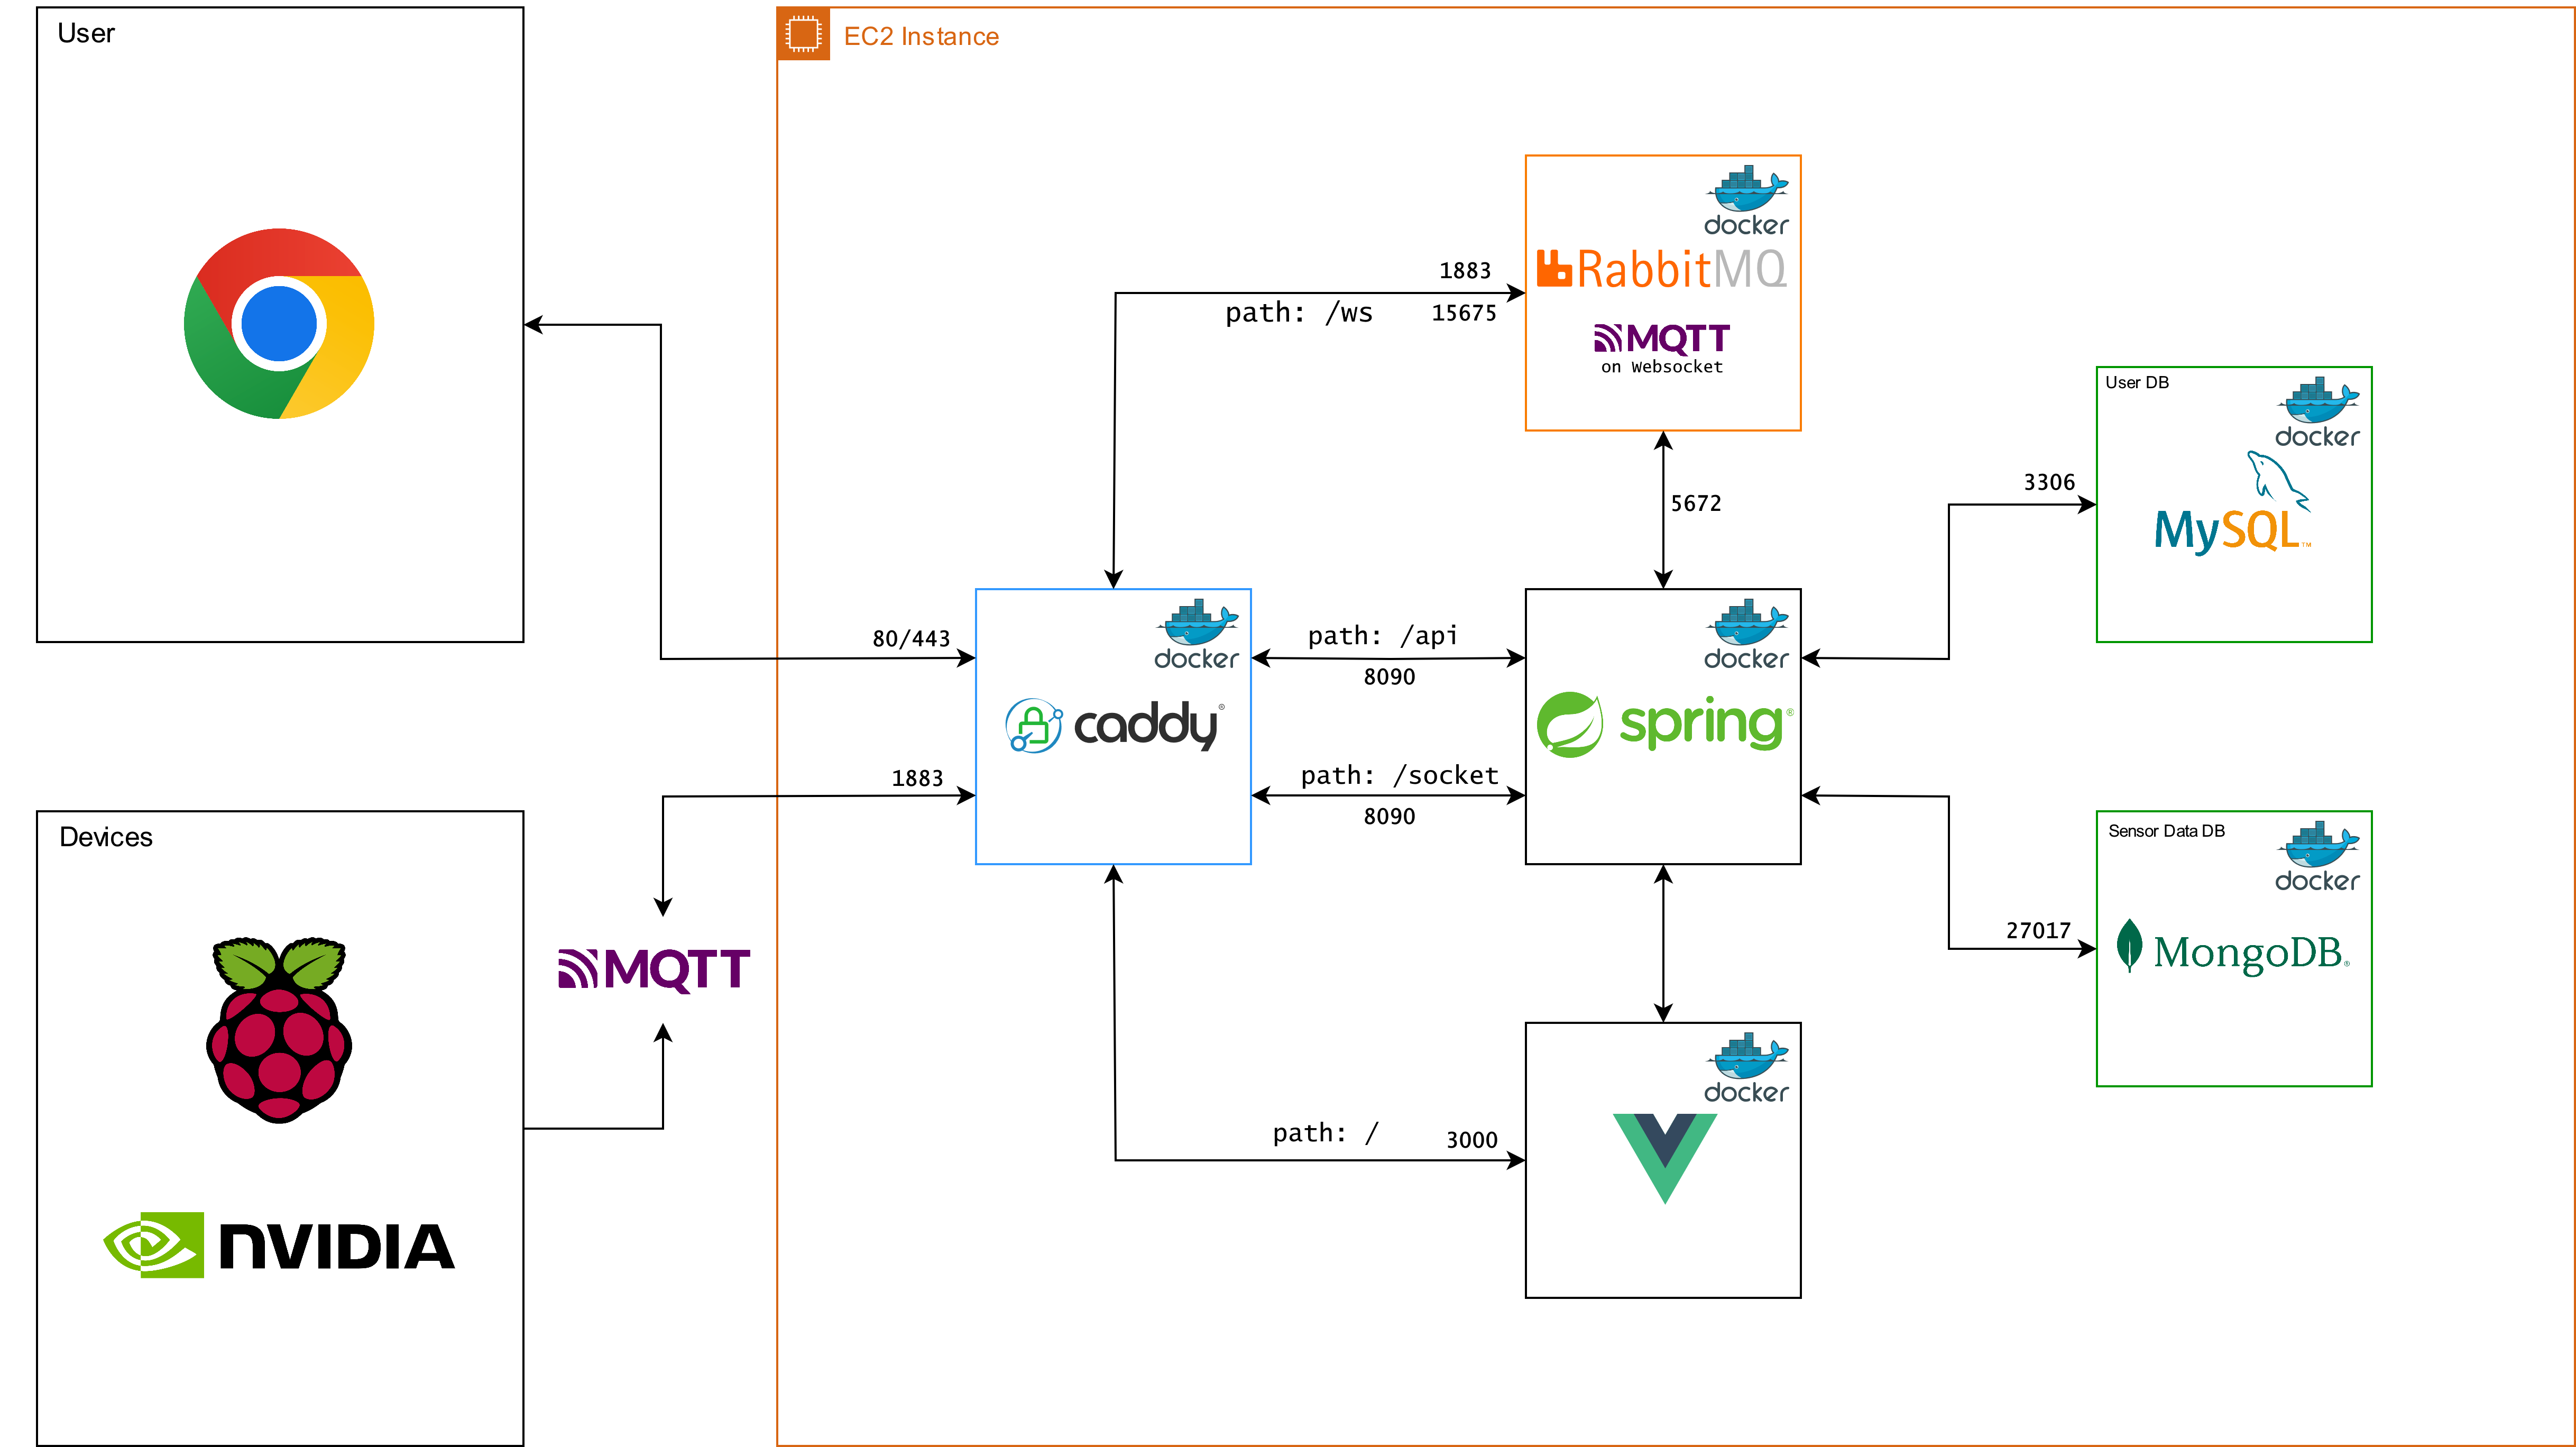 User
EC2 Instance
docker
RabbitMQ
1883
path: /ws
15675
MQTT
on Websocket
User DB
docker
3306
MySQL™
5672
80/443
docker
path: /api
8090
docker
caddy®
spring®
1883
path: /socket
8090
Devices
Sensor Data DB
docker
27017
MongoDB®
MQTT
docker
path: /
3000
NVIDIA